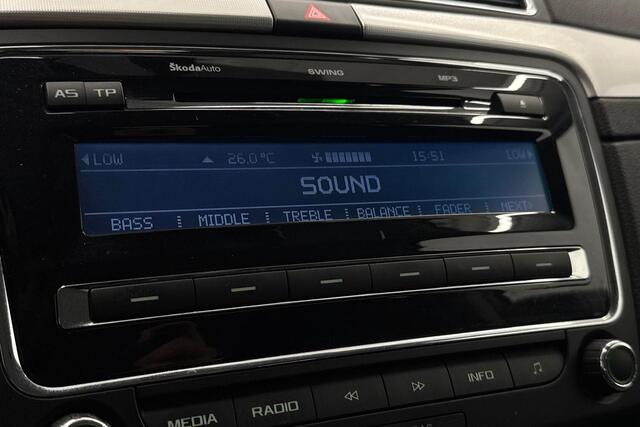 ŠkodaAuto SWING MP3
AS TP
LOW 26.0°C 15:51 LOW
SOUND
BASS MIDDLE TREBLE BALANCE FADER NEXT
MEDIA RADIO INFO